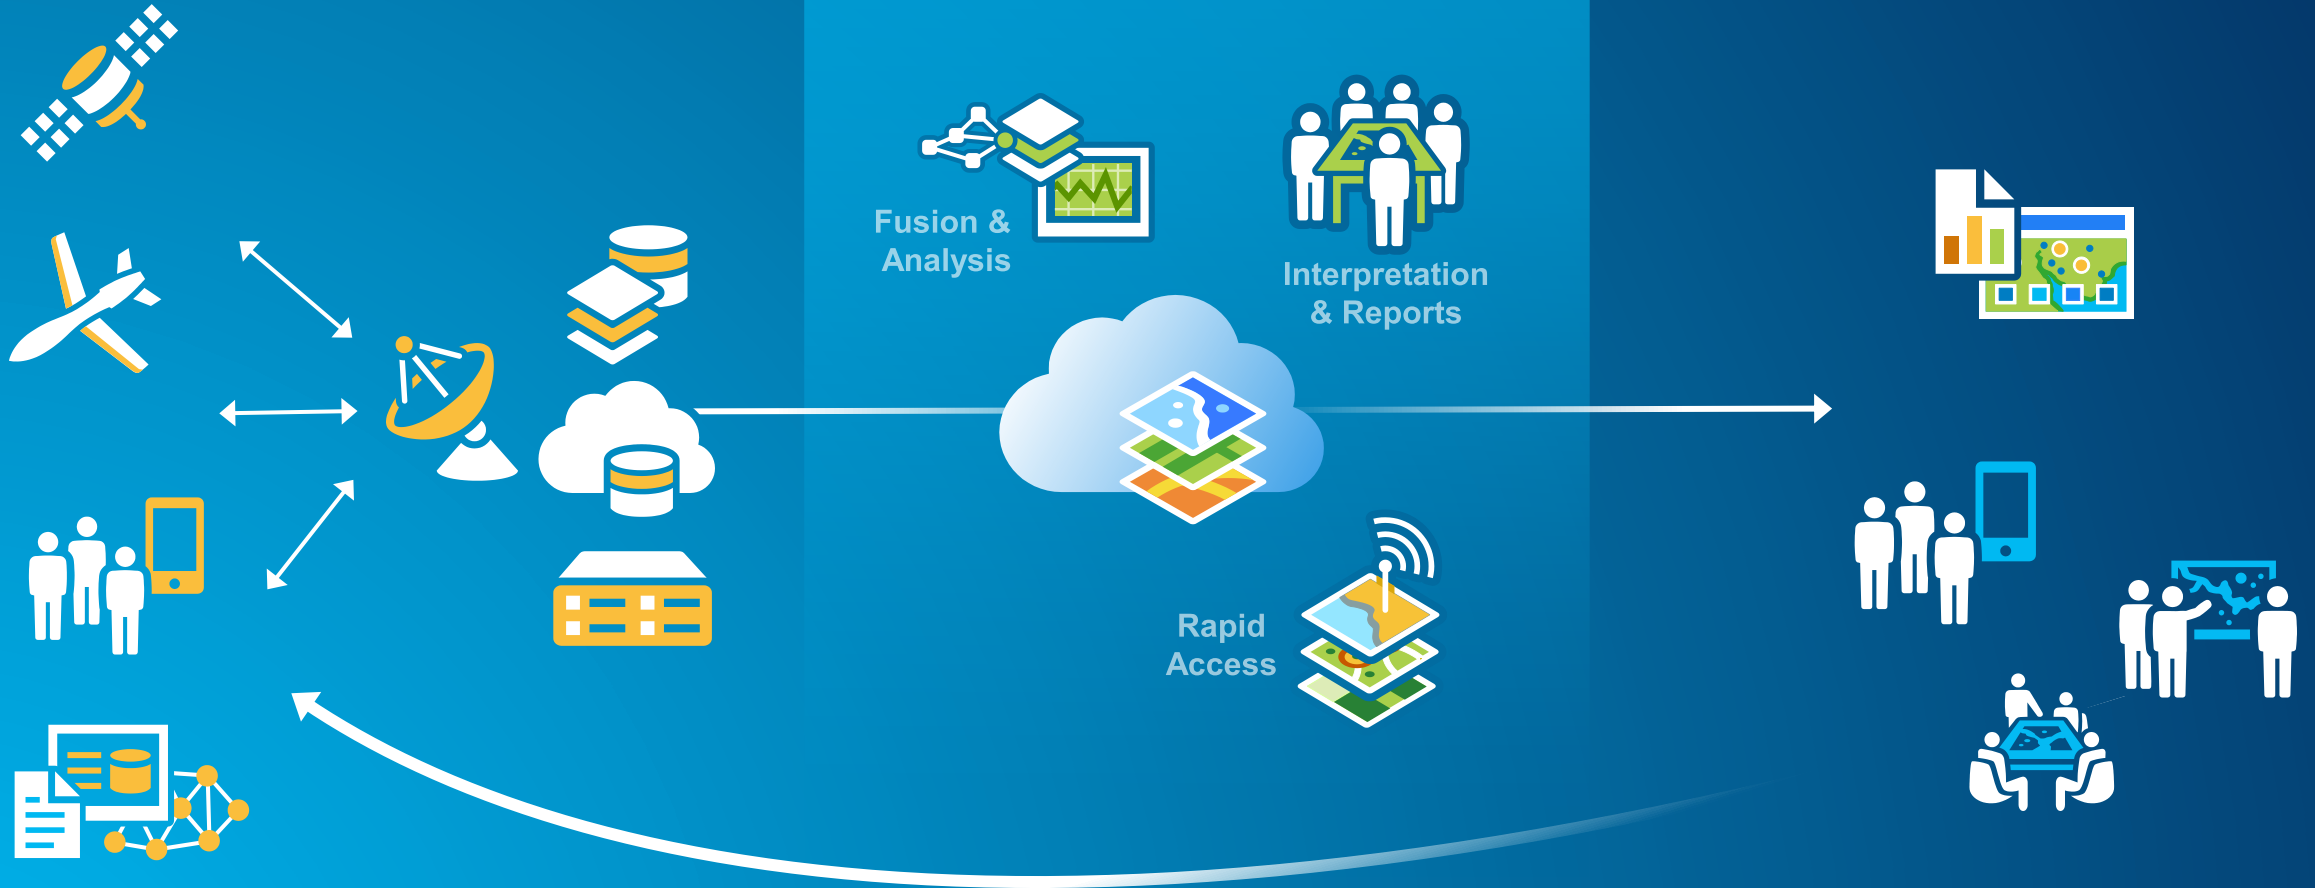 Fusion &
Analysis
Interpretation
& Reports
Rapid
Access